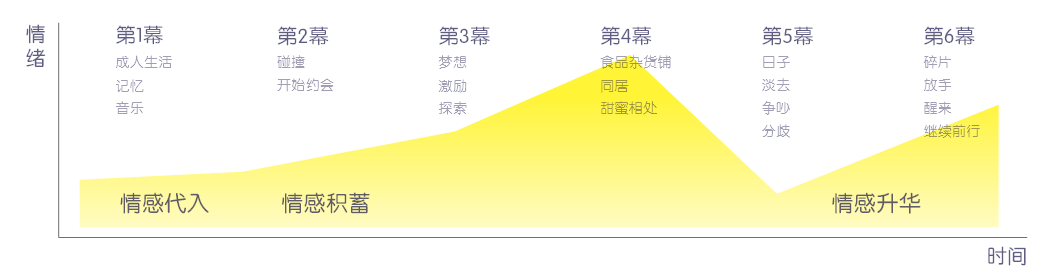 情绪
第1幕
成人生活
记忆
音乐
第2幕
碰撞
开始约会
第3幕
梦想
激励
探索
第4幕
食品杂货铺
同居
甜蜜相处
第5幕
日子
淡去
争吵
分歧
第6幕
碎片
放手
醒来
继续前行
情感代入
情感积蓄
情感升华
时间